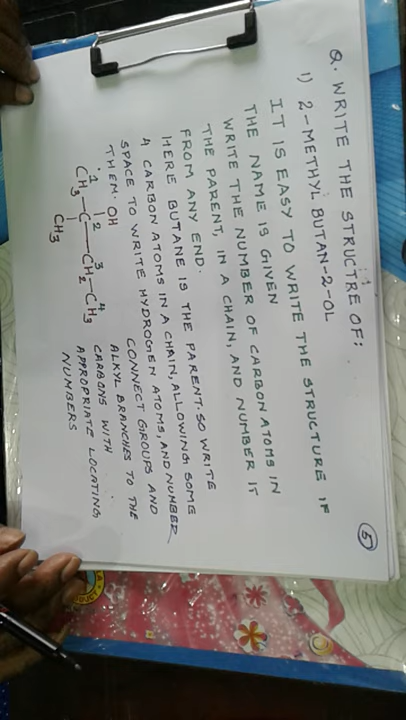 5
Q. WRITE THE STRUCTRE OF:
1) 2-METHYL BUTAN-2-OL
IT IS EASY TO WRITE THE STRUCTURE IF
THE NAME IS GIVEN
WRITE THE NUMBER OF CARBON ATOMS IN
THE PARENT, IN A CHAIN, AND NUMBER IT
FROM ANY END.
HERE BUTANE IS THE PARENT. SO WRITE
4 CARBON ATOMS IN A CHAIN, ALLOWING SOME
SPACE TO WRITE HYDROGEN ATOMS, AND NUMBER
THEM.
CONNECT GROUPS AND
ALKYL BRANCHES TO THE
CARBONS WITH
APPROPRIATE LOCATING
NUMBERS
OH
1 2 3 4
CH3-C-CH2-CH3
CH3